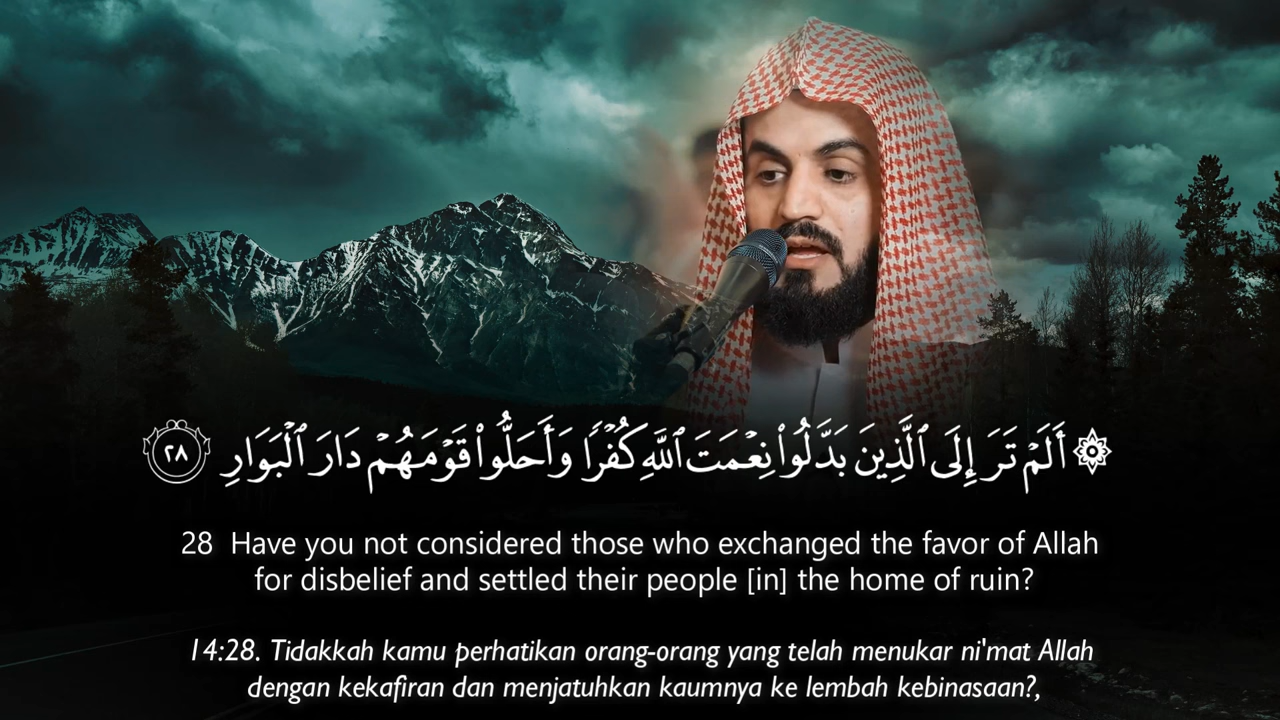 ۞ أَلَمْ تَرَ إِلَى ٱلَّذِينَ بَدَّلُوا۟ نِعْمَتَ ٱللَّهِ كُفْرًا وَأَحَلُّوا۟ قَوْمَهُمْ دَارَ ٱلْبَوَارِ ٢٨
28 Have you not considered those who exchanged the favor of Allah
for disbelief and settled their people [in] the home of ruin?
14:28. Tidakkah kamu perhatikan orang-orang yang telah menukar ni'mat Allah
dengan kekafiran dan menjatuhkan kaumnya ke lembah kebinasaan?,